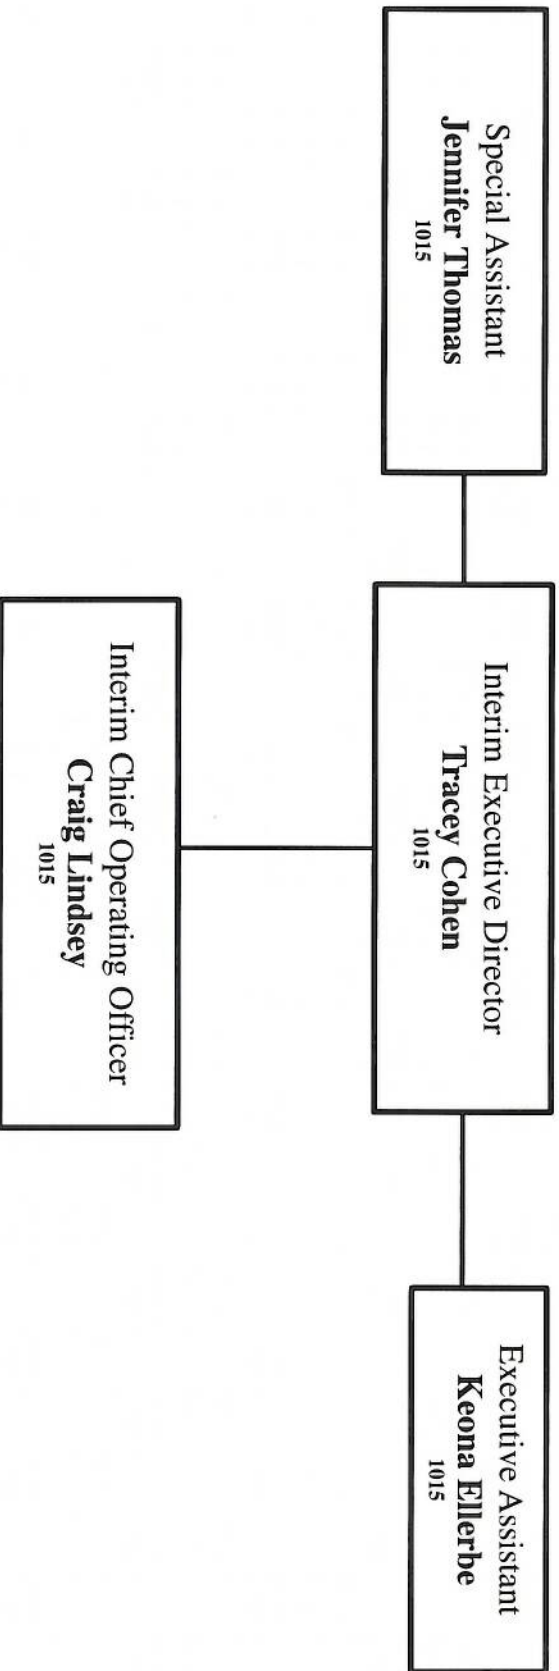 Special Assistant
Jennifer Thomas
1015
Interim Executive Director
Tracey Cohen
1015
Executive Assistant
Keona Ellerbe
1015
Interim Chief Operating Officer
Craig Lindsey
1015